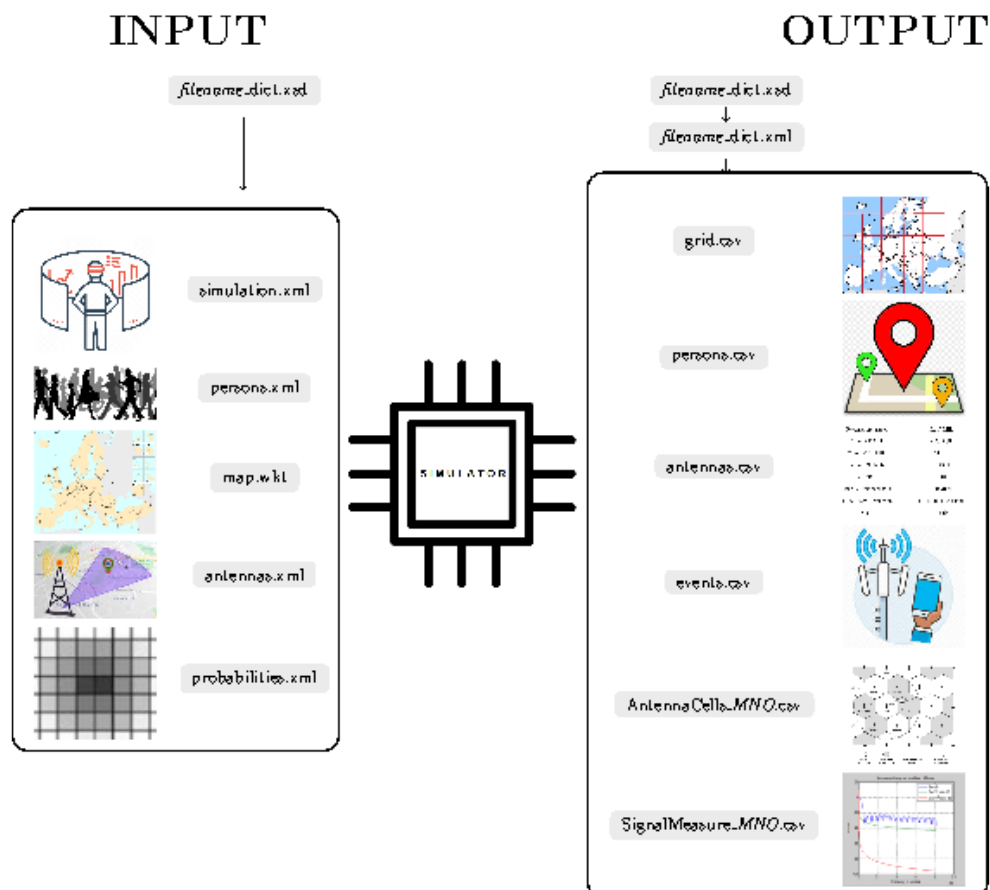 INPUT
OUTPUT
filename_dict.xsd
filename_dict.xsd
filename_dict.xml
simulation.xml
persons.xml
map.wkt
antennas.xml
probabilities.xml
SIMULATOR
grid.csv
persons.csv
antennas.csv
events.csv
AntennaCells_MNO.csv
SignalMeasure_MNO.csv